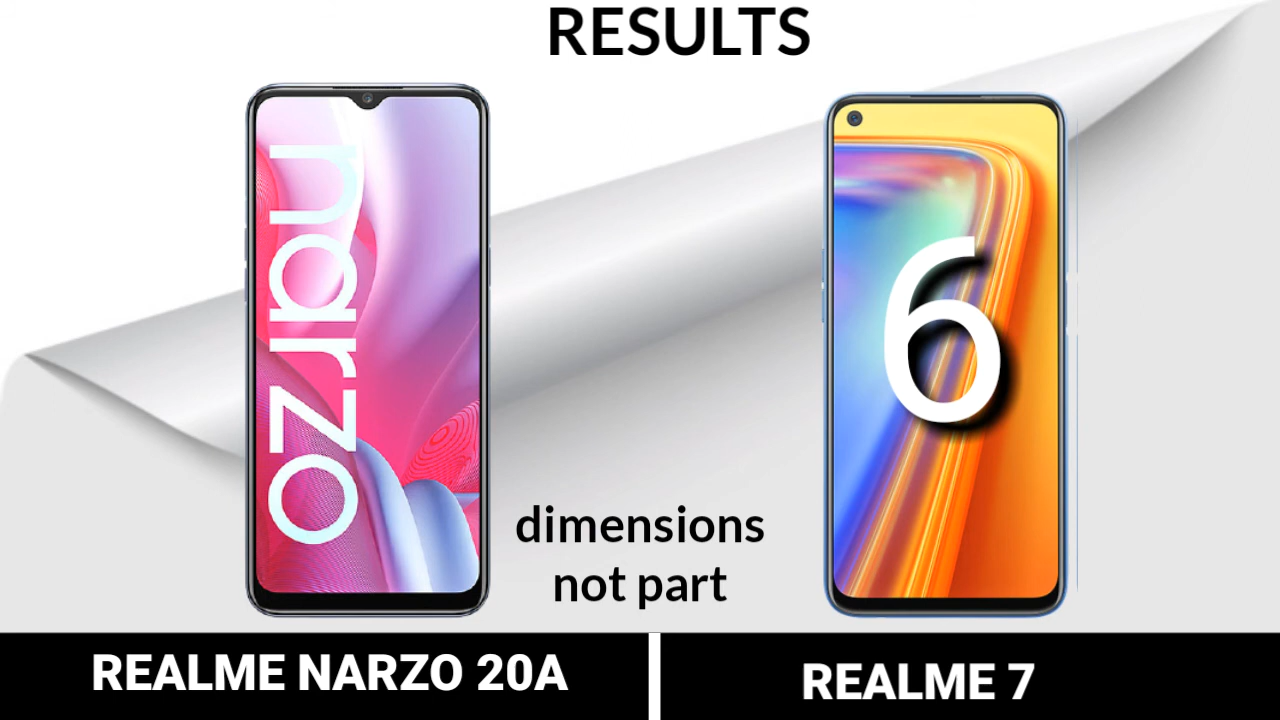 RESULTS
narzo
6
dimensions
not part
REALME NARZO 20A
REALME 7